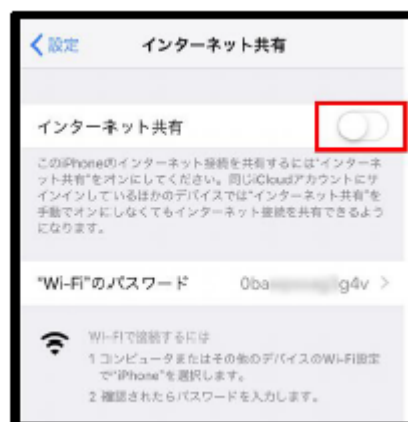 設定 インターネット共有
インターネット共有
このiPhoneのインターネット接続を共有するには"インターネ
ット共有"をオンにしてください。同じiCloudアカウントにサ
インインしているほかのデバイスでは"インターネット共有"を
手動でオンにしなくてもインターネット接続を共有できるよう
になります。
"Wi-Fi"のパスワード 0ba g4v
Wi-Fiで接続するには
1 コンピュータまたはその他のデバイスのWi-Fi設定
で"iPhone"を選択します。
2 確認されたらパスワードを入力します。